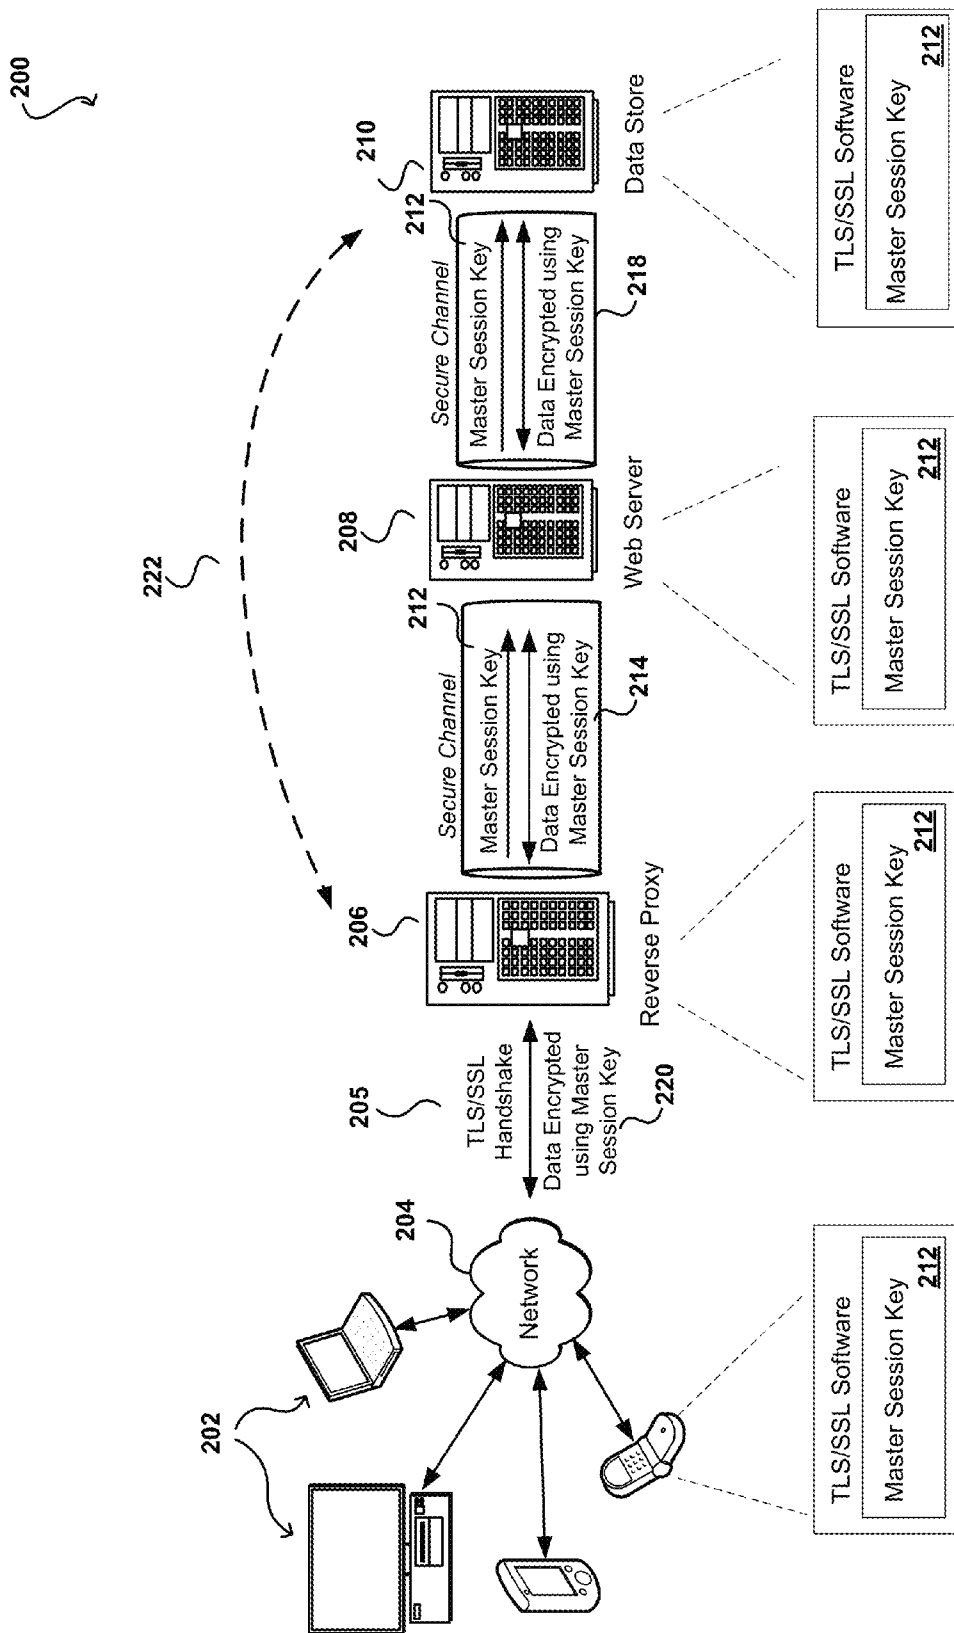 200
222
202
204
Network
205
TLS/SSL
Handshake
Data Encrypted
using Master
Session Key
220
206
Reverse Proxy
Secure Channel
212
Master Session Key
Data Encrypted using
Master Session Key
214
208
Web Server
Secure Channel
212
Master Session Key
Data Encrypted using
Master Session Key
218
210
Data Store
TLS/SSL Software
Master Session Key
212
TLS/SSL Software
Master Session Key
212
TLS/SSL Software
Master Session Key
212
TLS/SSL Software
Master Session Key
212